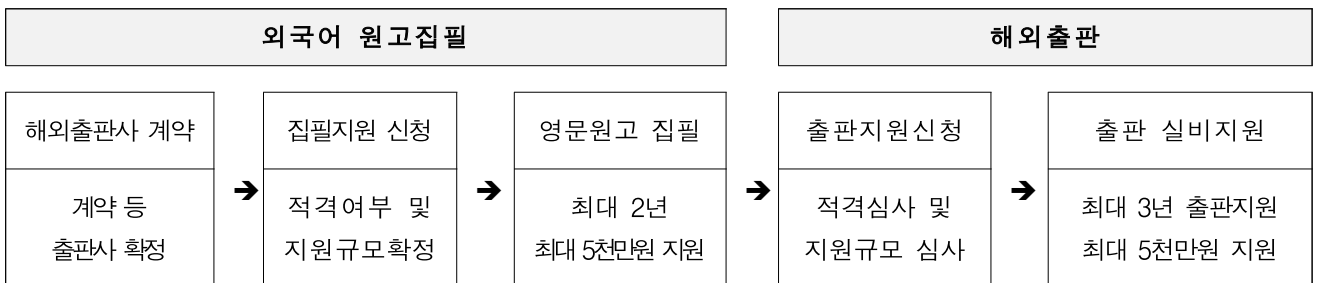 외국어 원고집필
해외출판
해외출판사 계약
계약 등
출판사 확정
➔
집필지원 신청
적격여부 및
지원규모확정
➔
영문원고 집필
최대 2년
최대 5천만원 지원
➔
출판지원신청
적격심사 및
지원규모 심사
➔
출판 실비지원
최대 3년 출판지원
최대 5천만원 지원